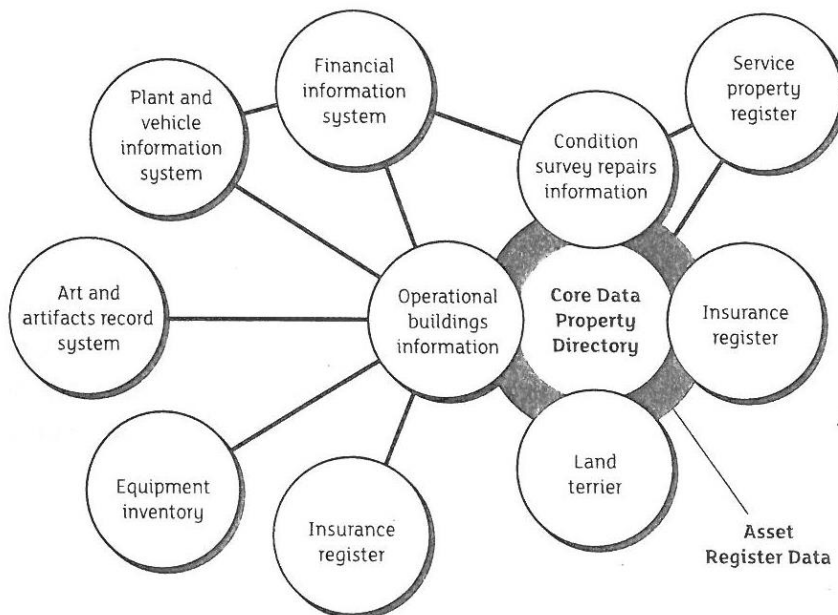 Financial
information
system
Service
property
register
Plant and
vehicle
information
system
Condition
survey repairs
information
Art and
artifacts record
system
Operational
buildings
information
Core Data
Property
Directory
Insurance
register
Equipment
inventory
Insurance
register
Land
terrier
Asset
Register Data